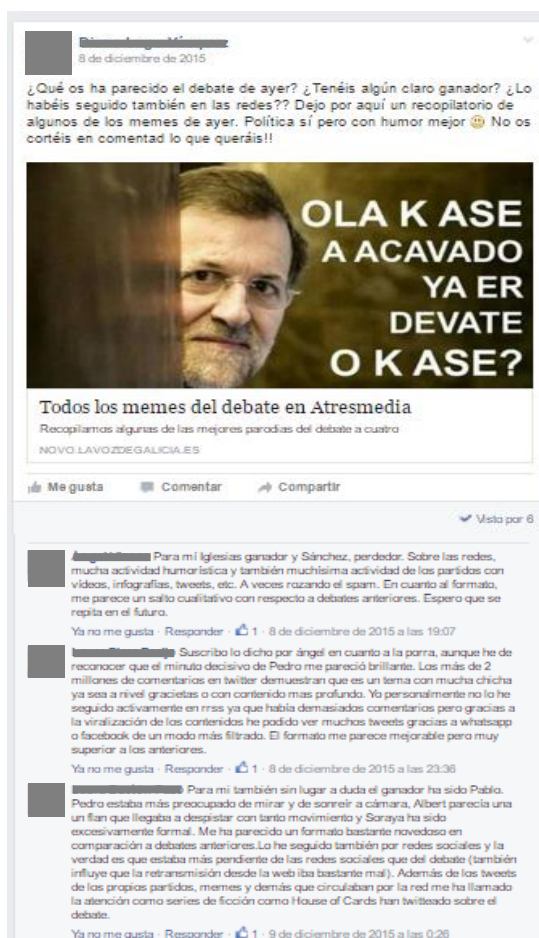 8 de diciembre de 2015
¿Qué os ha parecido el debate de ayer? ¿Tenéis algún claro ganador? ¿Lo
habéis seguido también en las redes?? Dejo por aquí un recopilatorio de
algunos de los memes de ayer. Política sí pero con humor mejor 😀 No os
cortéis en comentad lo que queráis!!
OLA K ASE
A ACAVADO
YA ER
DEVATE
O K ASE?
Todos los memes del debate en Atresmedia
Recopilamos algunas de las mejores parodias del debate a cuatro
NOVO.LAVOZDEGALICIA.ES
Me gusta Comentar Compartir
Visto por 6
Para mí Iglesias ganador y Sánchez, perdedor. Sobre las redes,
mucha actividad humorística y también muchísima actividad de los partidos con
vídeos, infografías, tweets, etc. A veces rozando el spam. En cuanto al formato,
me parece un salto cualitativo con respecto a debates anteriores. Espero que se
repita en el futuro.
Ya no me gusta · Responder · 1 · 8 de diciembre de 2015 a las 19:07
Suscribo lo dicho por ángel en cuanto a la porra, aunque he de
reconocer que el minuto decisivo de Pedro me pareció brillante. Los más de 2
millones de comentarios en twitter demuestran que es un tema con mucha chicha
ya sea a nivel gracietas o con contenido mas profundo. Yo personalmente no lo he
seguido activamente en rrss ya que había demasiados comentarios pero gracias a
la viralización de los contenidos he podido ver muchos tweets gracias a whatsapp
o facebook de un modo más filtrado. El formato me parece mejorable pero muy
superior a los anteriores.
Ya no me gusta · Responder · 1 · 8 de diciembre de 2015 a las 23:36
Para mi también sin lugar a duda el ganador ha sido Pablo.
Pedro estaba más preocupado de mirar y de sonreír a cámara, Albert parecía una
un flan que llegaba a despistar con tanto movimiento y Soraya ha sido
excesivamente formal. Me ha parecido un formato bastante novedoso en
comparación a debates anteriores.Lo he seguido también por redes sociales y la
verdad es que estaba más pendiente de las redes sociales que del debate (también
influye que la retransmisión desde la web iba bastante mal). Además de los tweets
de los propios partidos, memes y demás que circulaban por la red me ha llamado
la atención como series de ficción como House of Cards han twitteado sobre el
debate.
Ya no me gusta · Responder · 1 · 9 de diciembre de 2015 a las 0:26